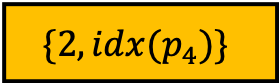 {2, idx(p₄)}